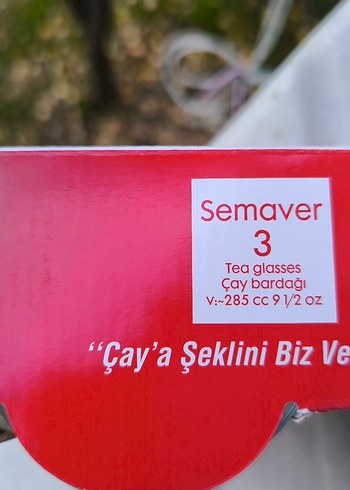 Semaver
3
Tea glasses
Çay bardağı
v:~285 cc 9 1/2 oz
“Çay’a Şeklini Biz Ve